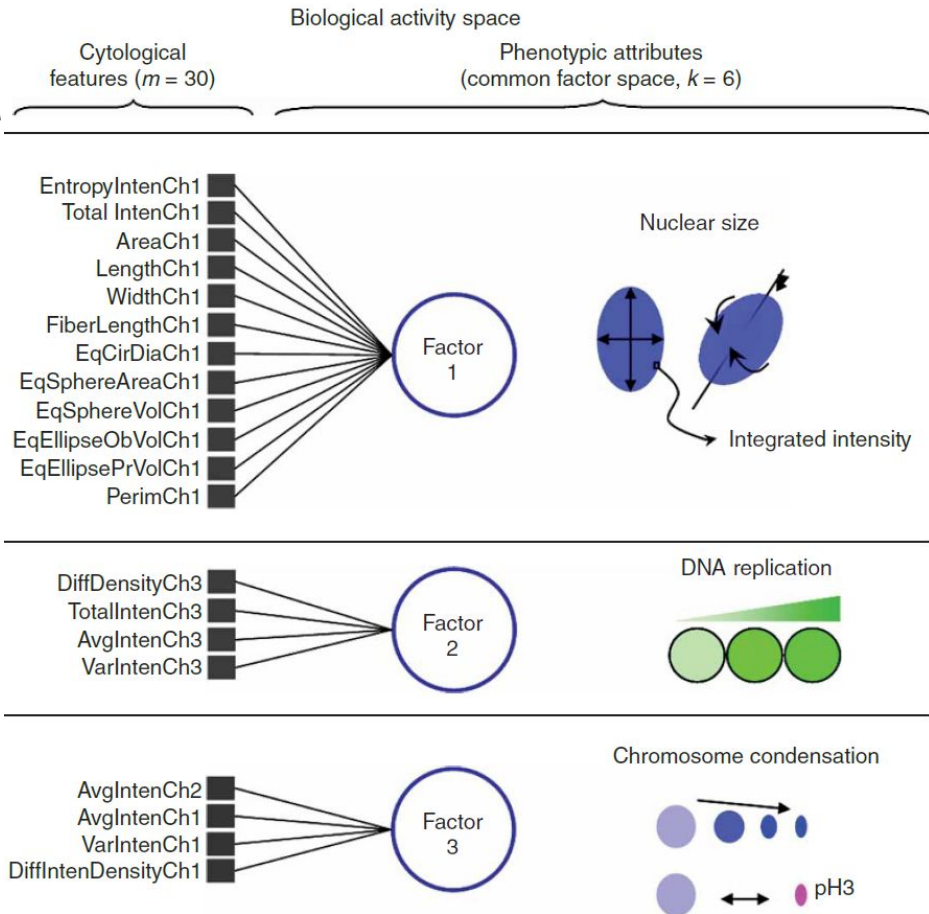 Biological activity space
Cytological
features (m = 30)
Phenotypic attributes
(common factor space, k = 6)
EntropyIntenCh1
Total IntenCh1
AreaCh1
LengthCh1
WidthCh1
FiberLengthCh1
EqCirDiaCh1
EqSphereAreaCh1
EqSphereVolCh1
EqEllipseObVolCh1
EqEllipsePrVolCh1
PerimCh1
Factor
1
Nuclear size
Integrated intensity
DiffDensityCh3
TotalIntenCh3
AvgIntenCh3
VarIntenCh3
Factor
2
DNA replication
AvgIntenCh2
AvgIntenCh1
VarIntenCh1
DiffIntenDensityCh1
Factor
3
Chromosome condensation
pH3